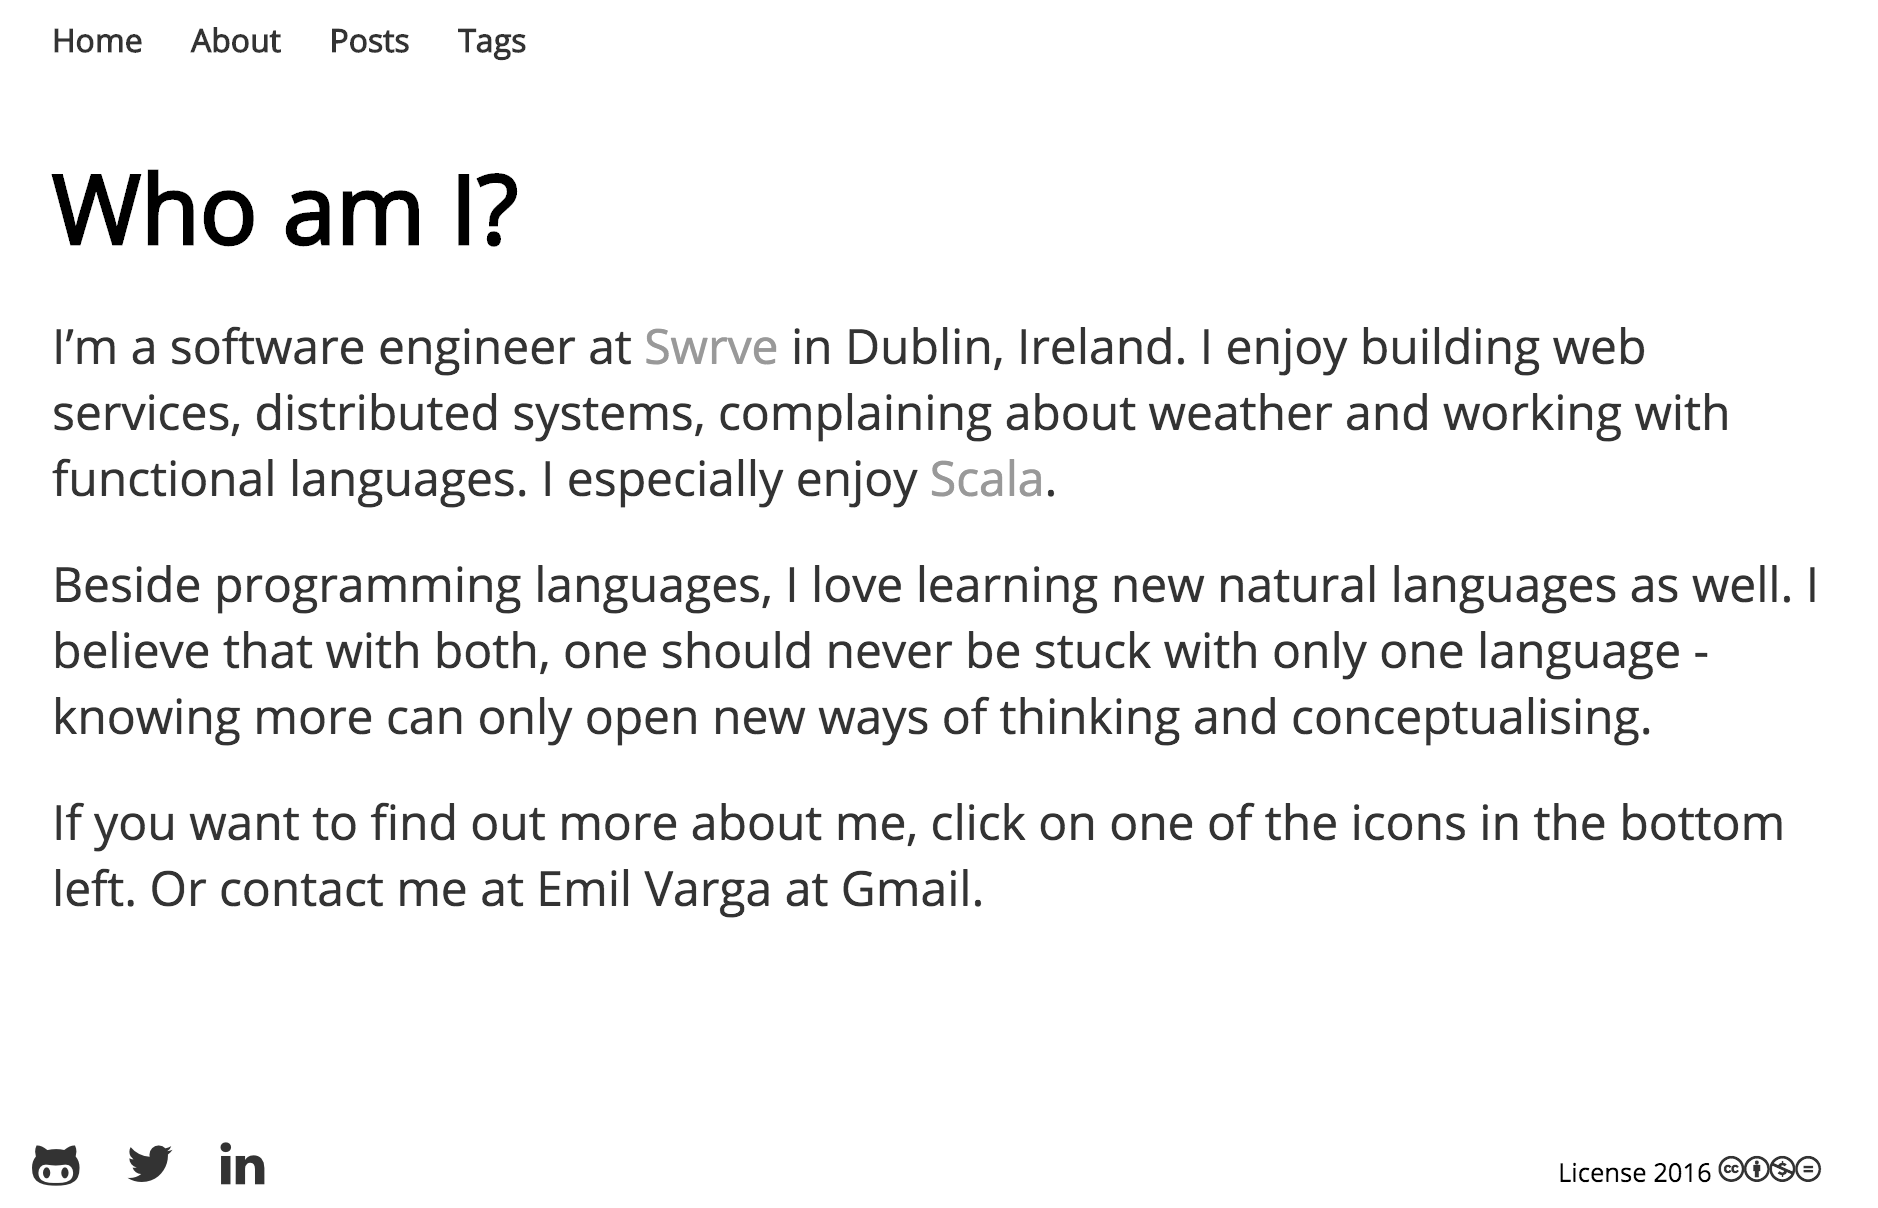 Home About Posts Tags
Who am I?
I’m a software engineer at Swrve in Dublin, Ireland. I enjoy building web
services, distributed systems, complaining about weather and working with
functional languages. I especially enjoy Scala.
Beside programming languages, I love learning new natural languages as well. I
believe that with both, one should never be stuck with only one language -
knowing more can only open new ways of thinking and conceptualising.
If you want to find out more about me, click on one of the icons in the bottom
left. Or contact me at Emil Varga at Gmail.
in
License 2016